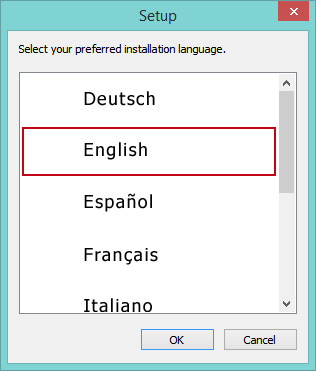 Setup
Select your preferred installation language.
Deutsch
English
Español
Français
Italiano
OK
Cancel